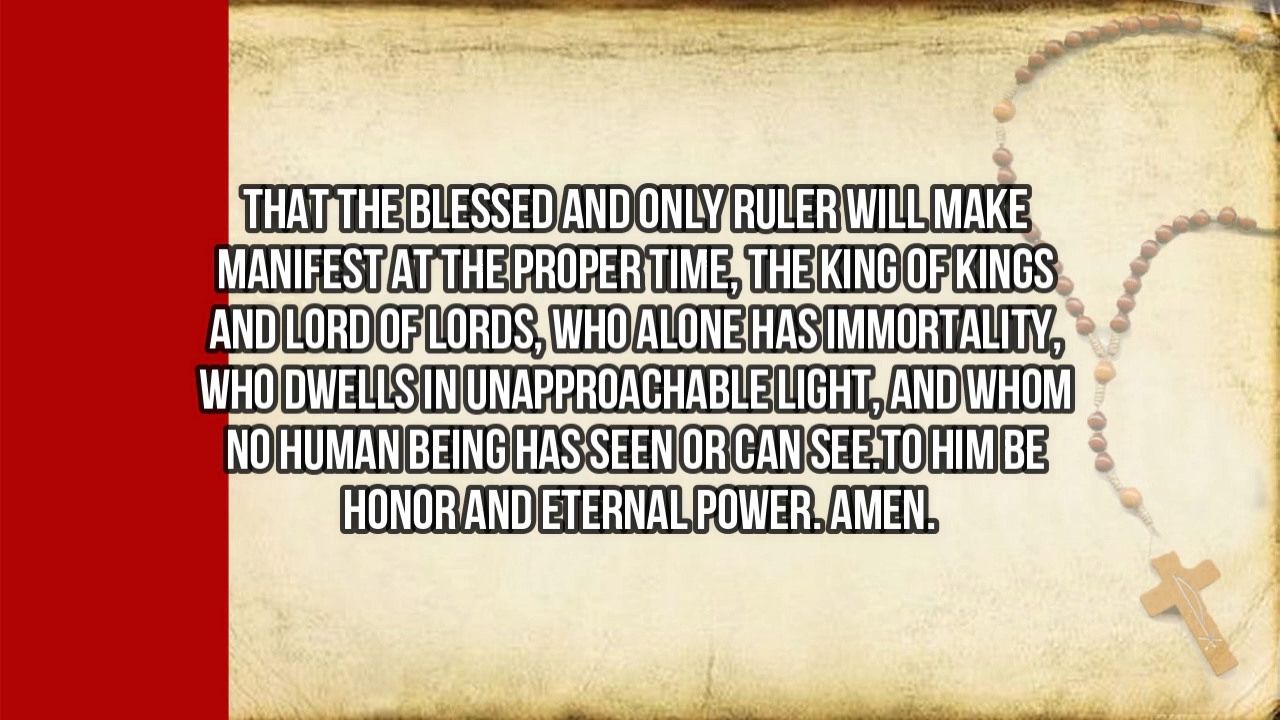 THAT THE BLESSED AND ONLY RULER WILL MAKE
MANIFEST AT THE PROPER TIME, THE KING OF KINGS
AND LORD OF LORDS, WHO ALONE HAS IMMORTALITY,
WHO DWELLS IN UNAPPROACHABLE LIGHT, AND WHOM
NO HUMAN BEING HAS SEEN OR CAN SEE.TO HIM BE
HONOR AND ETERNAL POWER. AMEN.